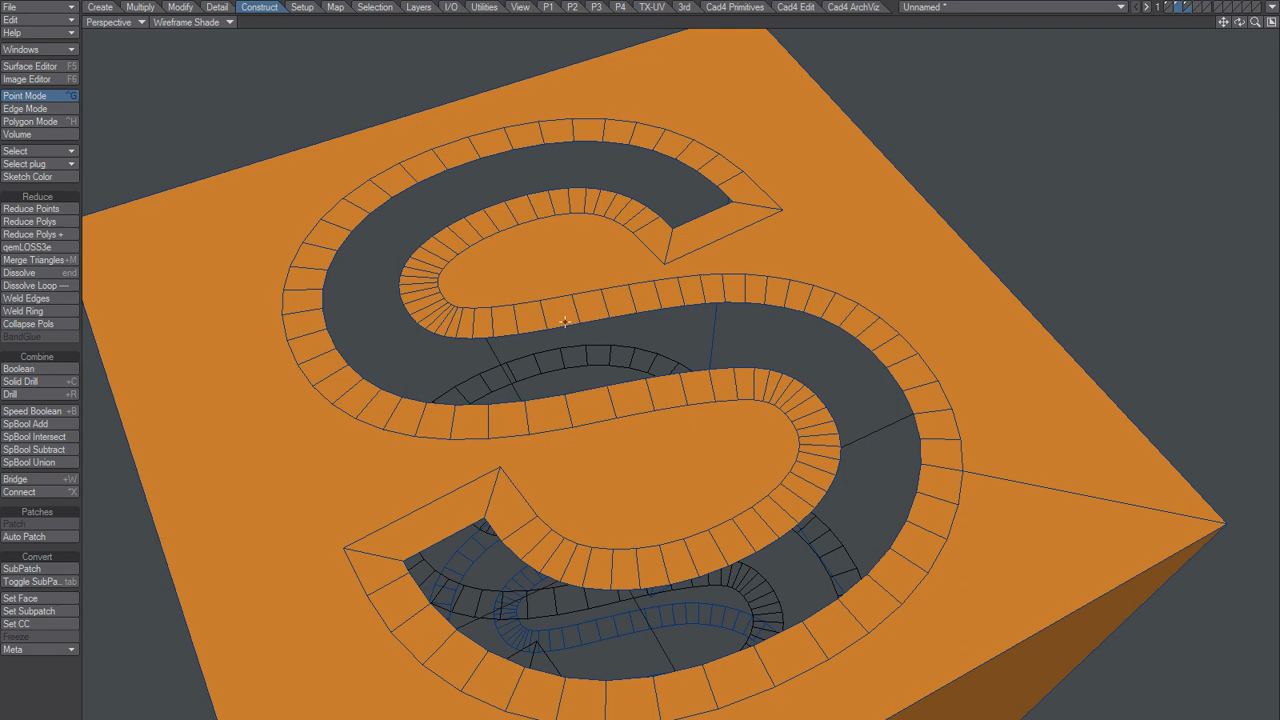 File Create Multiply Modify Detail Construct Setup Map Selection Layers I/O Utilities View P1 P2 P3 P4 TX-UV 3rd Cad4 Primitives Cad4 Edit Cad4 ArchViz Unnamed * 1
Edit Perspective Wireframe Shade
Help
Windows
Surface Editor F5
Image Editor F6
Point Mode ^G
Edge Mode
Polygon Mode ^H
Volume
Select
Select plug
Sketch Color
Reduce
Reduce Points
Reduce Polys
Reduce Polys +
qemLOSS3e
Merge Triangles+M
Dissolve end
Dissolve Loop —
Weld Edges
Weld Ring
Collapse Pols
BandGlue
Combine
Boolean
Solid Drill +C
Drill +R
Speed Boolean +B
SpBool Add
SpBool Intersect
SpBool Subtract
SpBool Union
Bridge +W
Connect ^X
Patches
Patch
Auto Patch
Convert
SubPatch
Toggle SubPa.. tab
Set Face
Set Subpatch
Set CC
Freeze
Meta
S